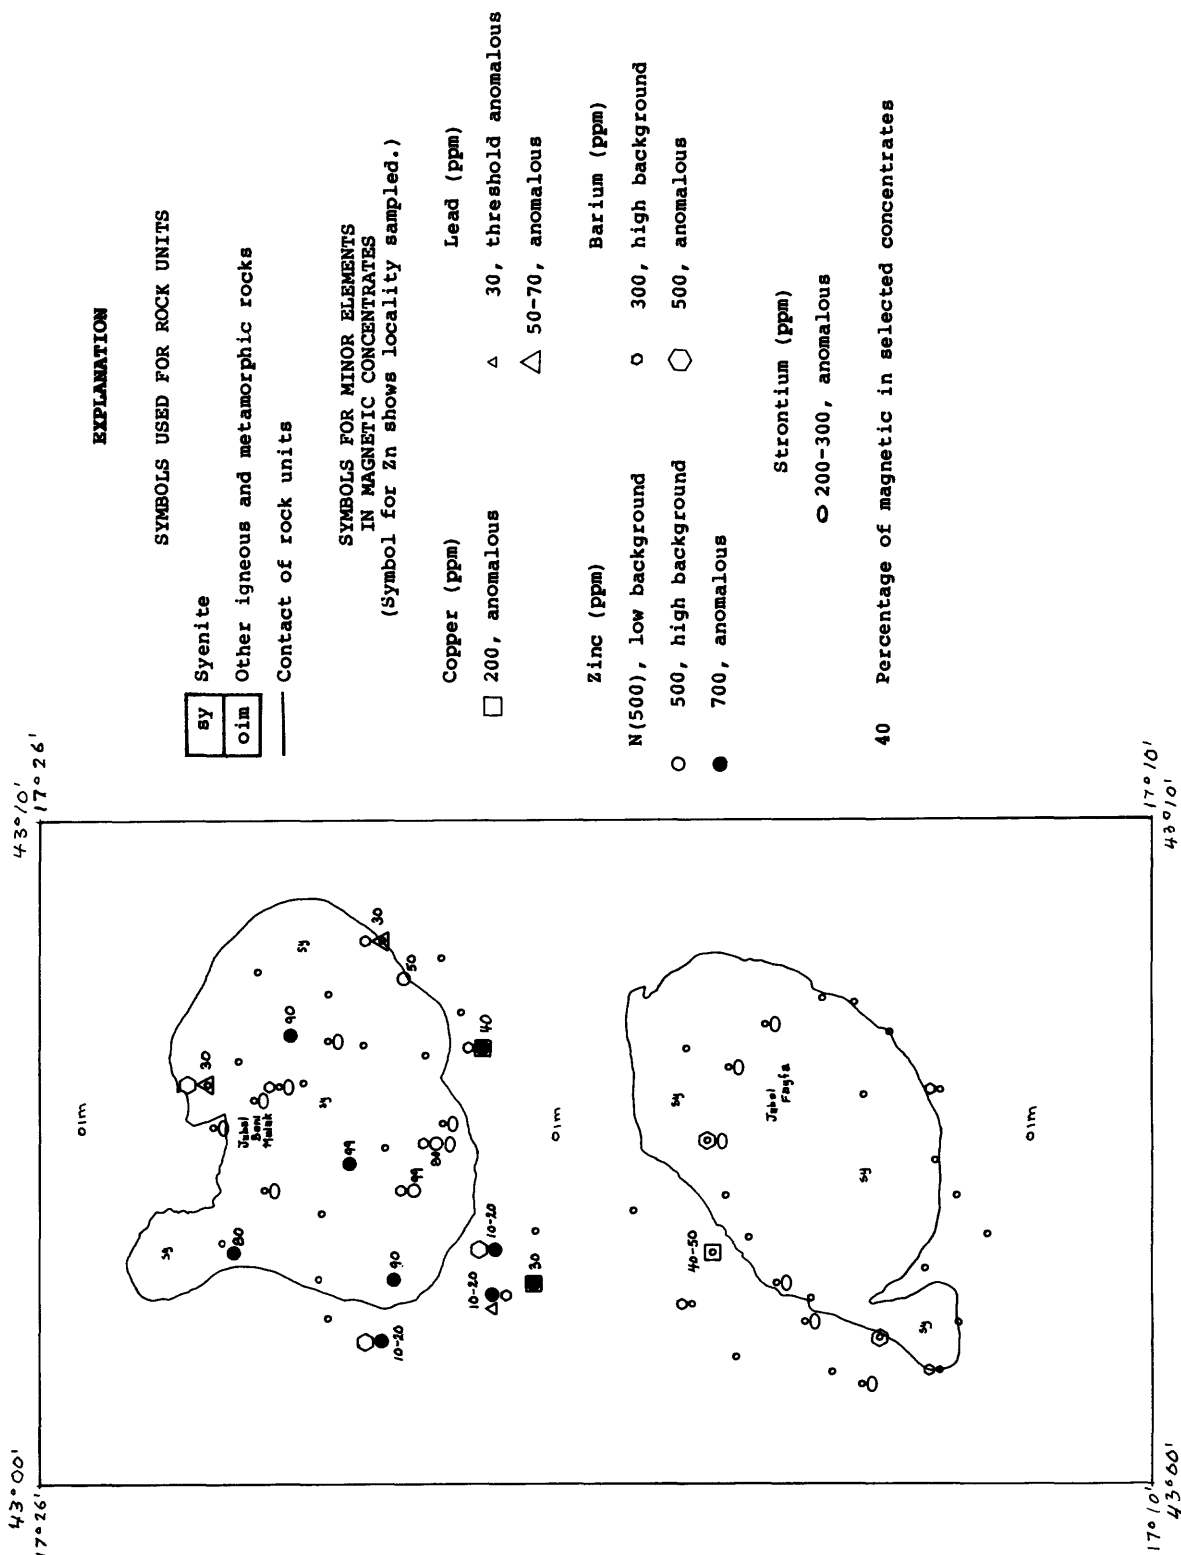 EXPLANATION
SYMBOLS USED FOR ROCK UNITS
sy Syenite
oim Other igneous and metamorphic rocks
Contact of rock units
SYMBOLS FOR MINOR ELEMENTS
IN MAGNETIC CONCENTRATES
(Symbol for Zn shows locality sampled.)
Copper (ppm)
200, anomalous
Lead (ppm)
30, threshold anomalous
50-70, anomalous
Zinc (ppm)
N(500), low background
500, high background
700, anomalous
Barium (ppm)
300, high background
500, anomalous
Strontium (ppm)
200-300, anomalous
40 Percentage of magnetic in selected concentrates
43°00'
17°26'
43°10'
17°26'
oim
sy
80
30
Jabal
Bani
Malik
90
sy
sy
99
30
90
99
80
50
10-20
10-20
10-20
40
30
oim
sy
40-50
Jabal
Fayfa
sy
sy
oim
17°10'
43°00'
17°10'
43°10'